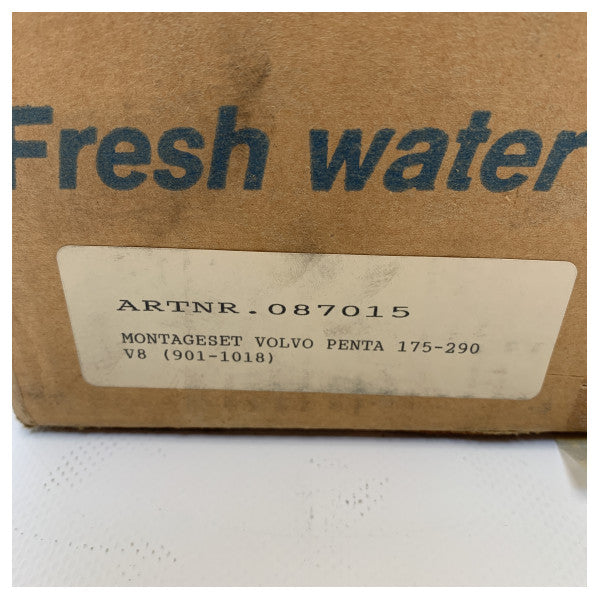 Fresh water
ARTNR.087015
MONTAGESET VOLVO PENTA 175-290
V8 (901-1018)